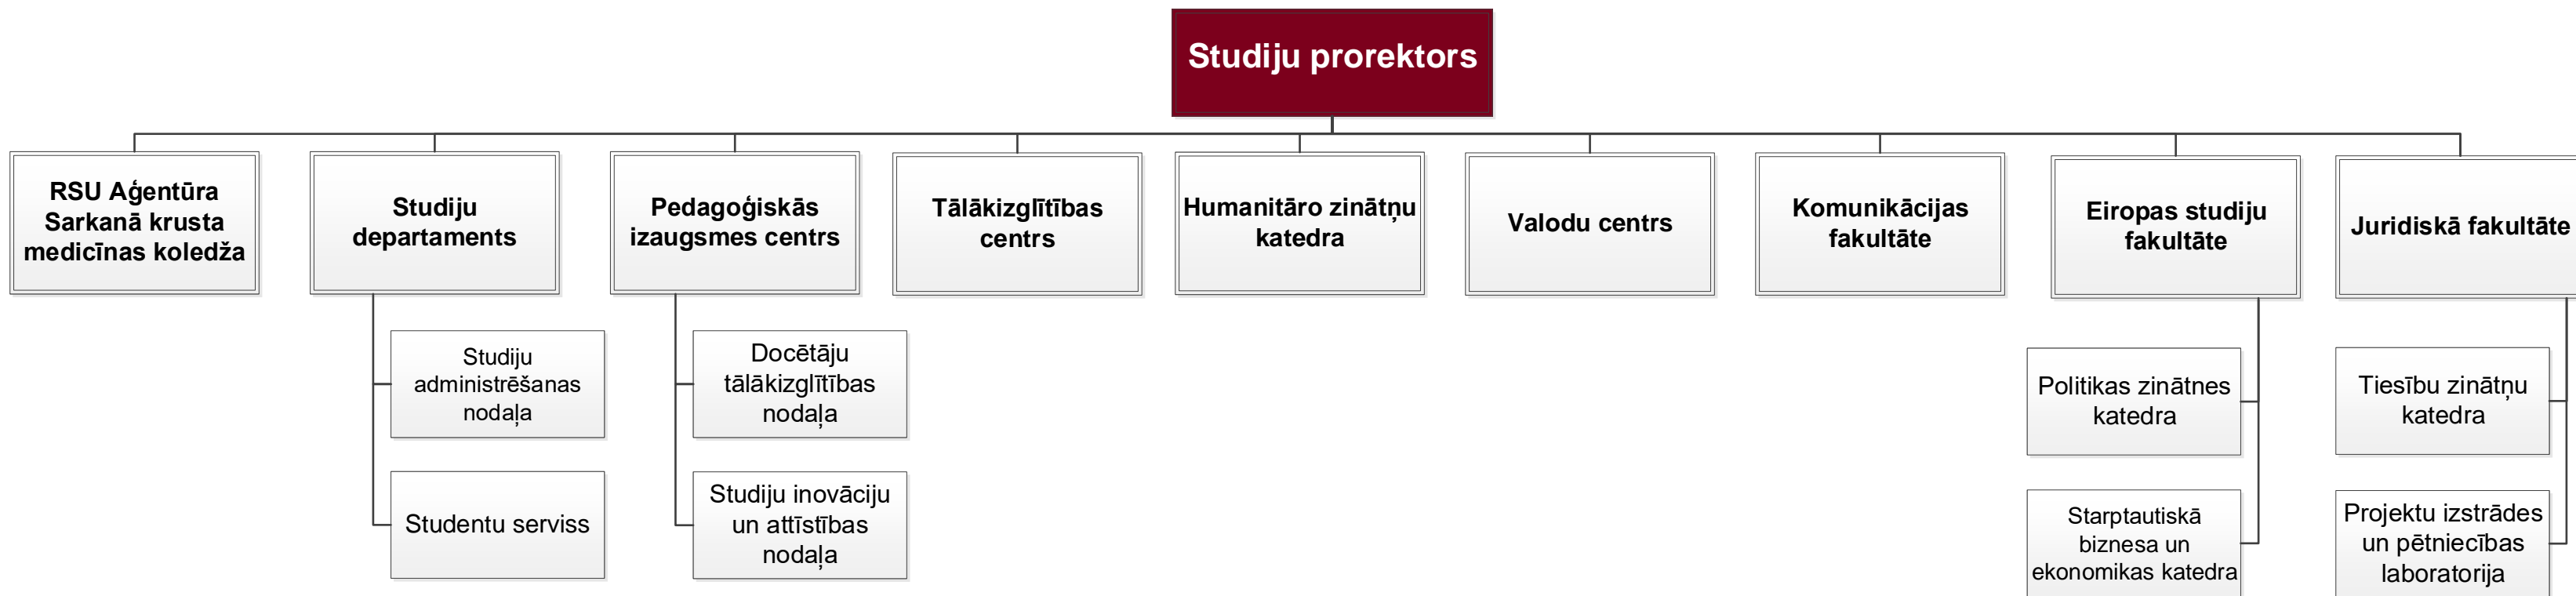 Studiju prorektors
RSU Aģentūra
Sarkanā krusta
medicīnas koledža
Studiju
departaments
Pedagoģiskās
izaugsmes centrs
Tālākizglītības
centrs
Humanitāro zinātņu
katedra
Valodu centrs
Komunikācijas
fakultāte
Eiropas studiju
fakultāte
Juridiskā fakultāte
Studiju
administrēšanas
nodaļa
Studentu serviss
Docētāju
tālākizglītības
nodaļa
Studiju inovāciju
un attīstības
nodaļa
Politikas zinātnes
katedra
Starptautiskā
biznesa un
ekonomikas katedra
Tiesību zinātņu
katedra
Projektu izstrādes
un pētniecības
laboratorija